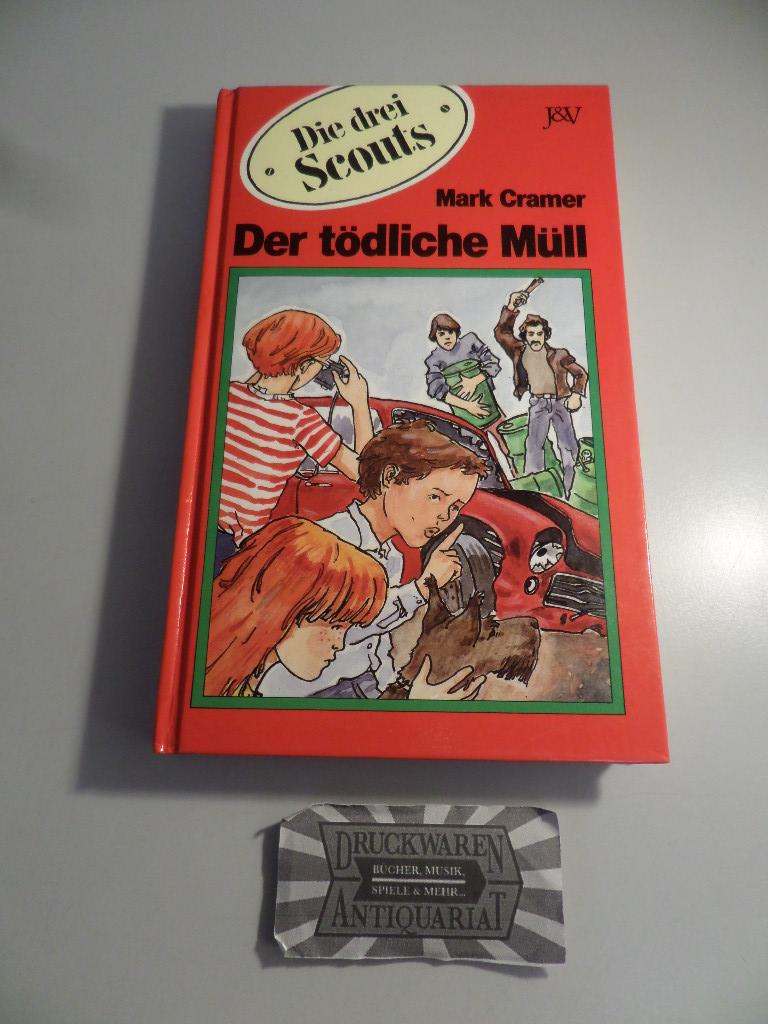 Die drei
Scouts
J&V
Mark Cramer
Der tödliche Müll
DRUCKWAREN
BÜCHER, MUSIK,
SPIELE & MEHR...
ANTIQUARIAT